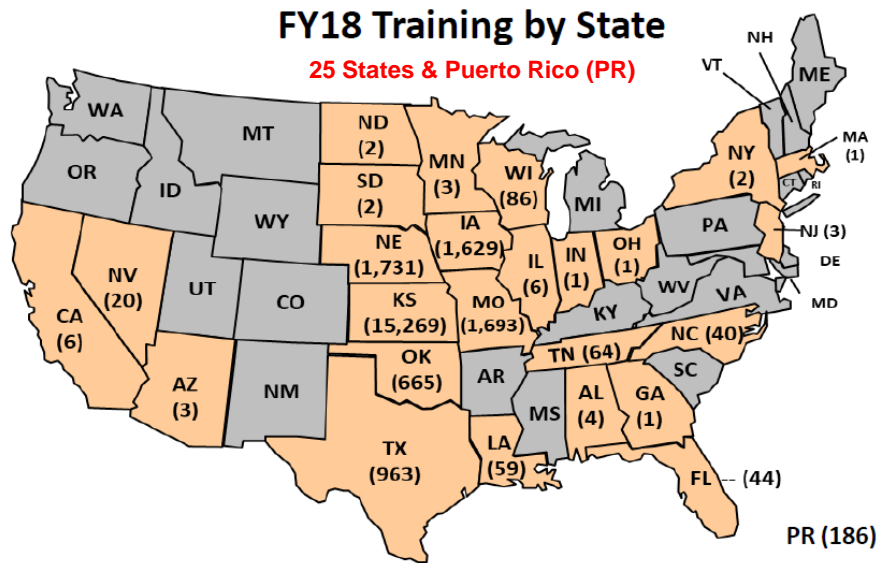 FY18 Training by State
25 States & Puerto Rico (PR)
NH
VT
ME
WA
MT
ND
(2)
MN
(3)
MA
(1)
OR
ID
SD
(2)
WI
(86)
NY
(2)
CT
RI
WY
MI
IA
(1,629)
PA
NJ (3)
NE
(1,731)
OH
(1)
IN
(1)
IL
(6)
DE
NV
(20)
UT
CO
WV
VA
MD
CA
(6)
KS
(15,269)
MO
(1,693)
KY
NC (40)
TN (64)
OK
(665)
AZ
(3)
NM
AR
SC
MS
AL
(4)
GA
(1)
TX
(963)
LA
(59)
FL -- (44)
PR (186)